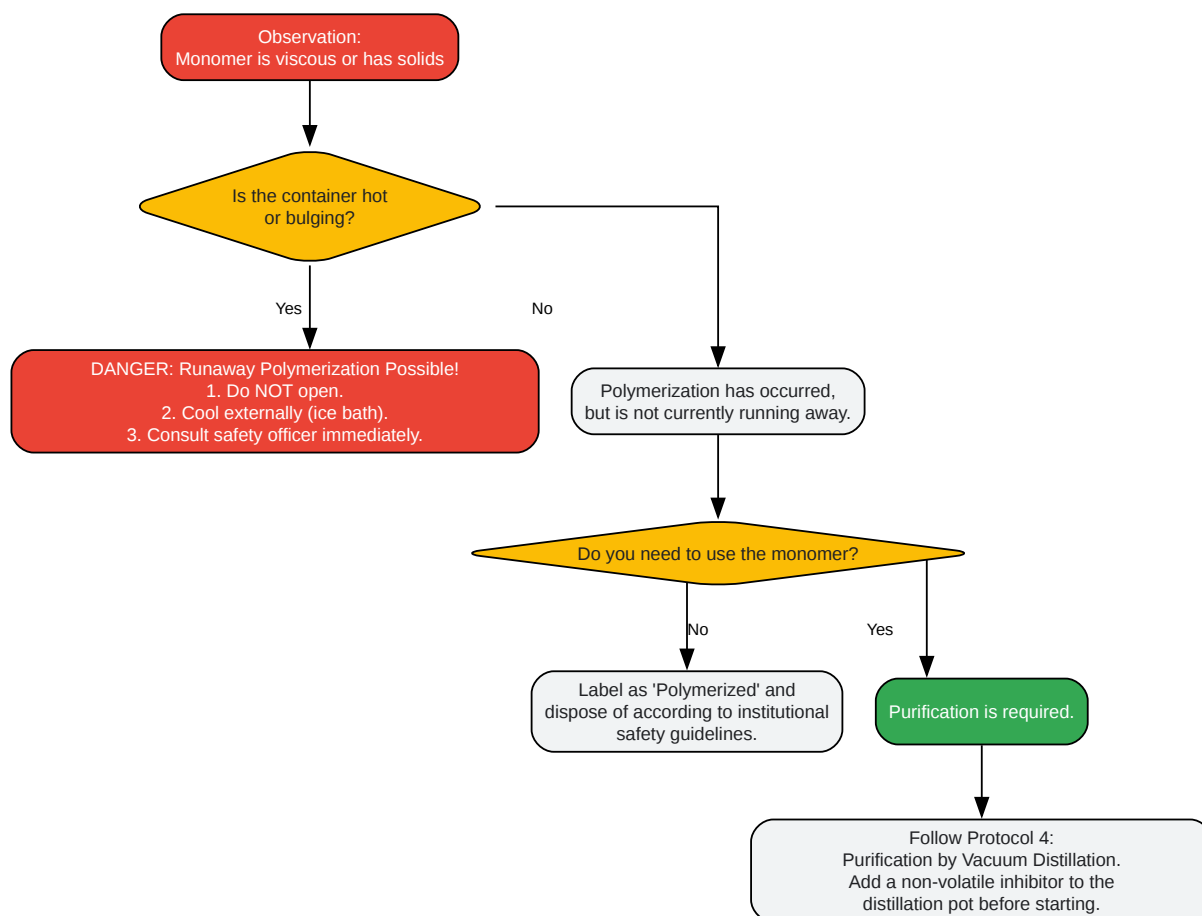 Observation:
Monomer is viscous or has solids
Is the container hot
or bulging?
Yes
No
DANGER: Runaway Polymerization Possible!
1. Do NOT open.
2. Cool externally (ice bath).
3. Consult safety officer immediately.
Polymerization has occurred,
but is not currently running away.
Do you need to use the monomer?
No
Yes
Label as 'Polymerized' and
dispose of according to institutional
safety guidelines.
Purification is required.
Follow Protocol 4:
Purification by Vacuum Distillation.
Add a non-volatile inhibitor to the
distillation pot before starting.